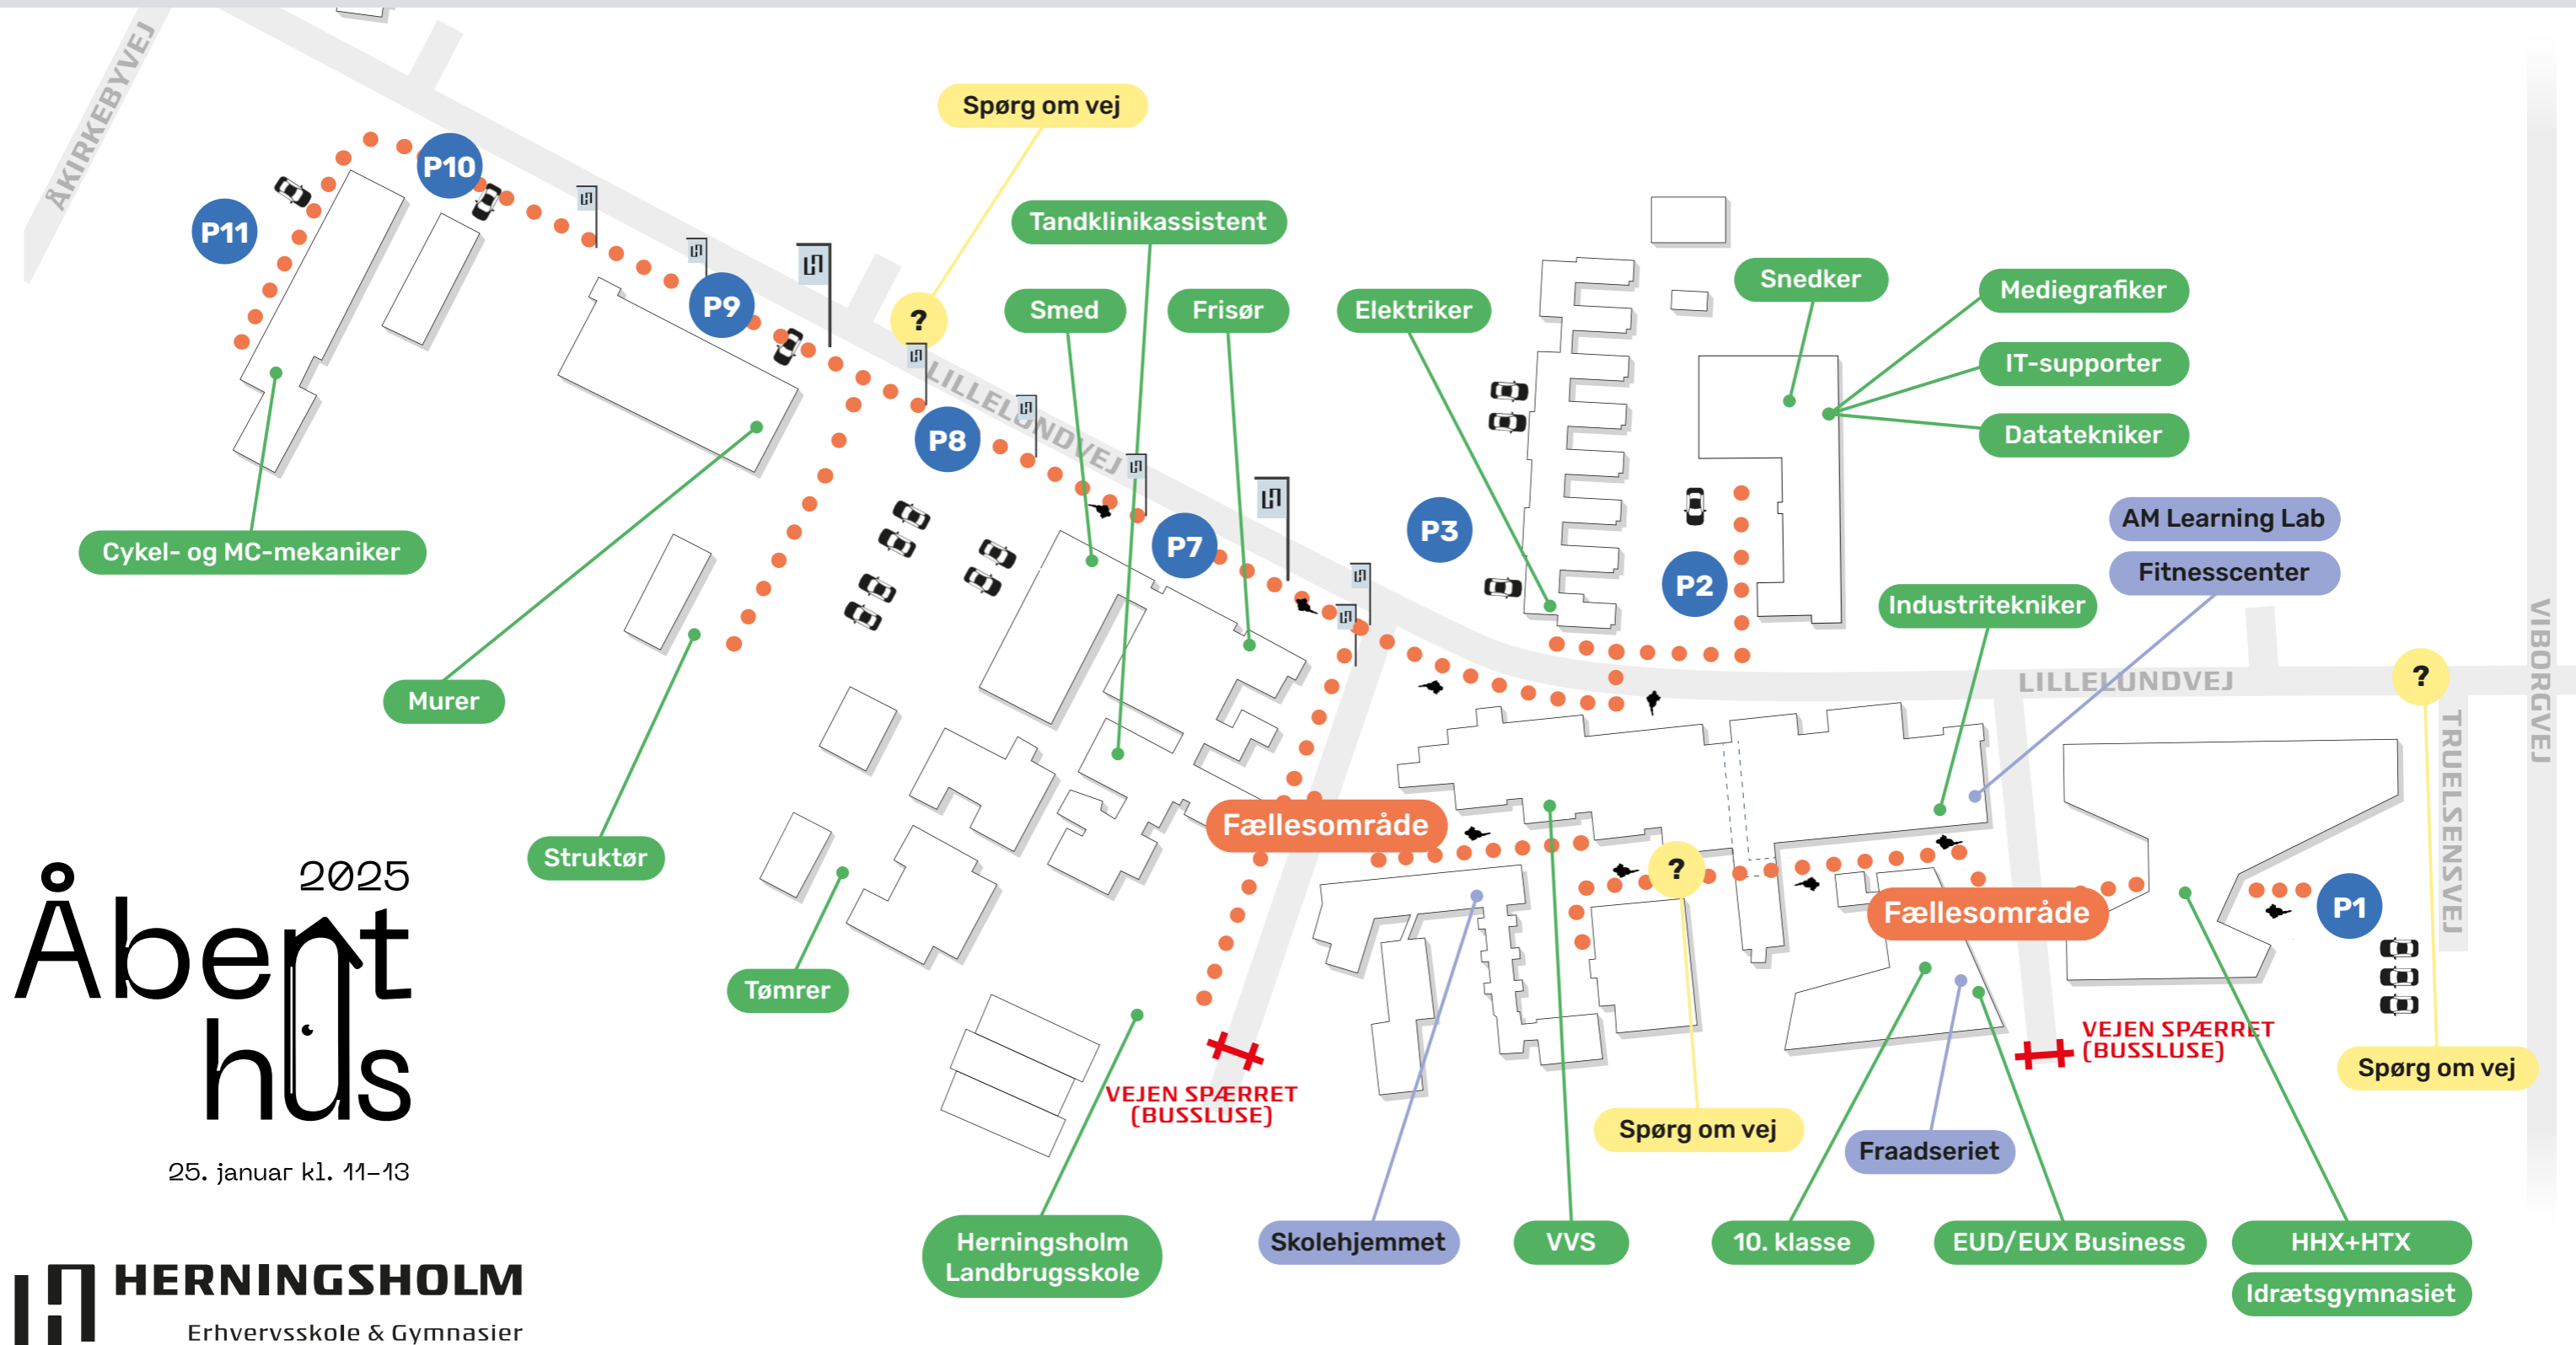 ÅKIRKEBYVEJ
Spørg om vej
P10
P11
Tandklinikassistent
P9
?
Smed
Frisør
Elektriker
Snedker
Mediegrafiker
IT-supporter
Datatekniker
LILLELUNDVEJ
P8
P7
P3
P2
AM Learning Lab
Fitnesscenter
Industritekniker
Cykel- og MC-mekaniker
Murer
LILLELUNDVEJ
?
VIBORGVEJ
TRUELSENSVEJ
Struktør
Fællesområde
?
Fællesområde
P1
Tømrer
VEJEN SPÆRRET
(BUSSLUSE)
VEJEN SPÆRRET
(BUSSLUSE)
Spørg om vej
Spørg om vej
Fraadseriet
Herningsholm
Landbrugsskole
Skolehjemmet
VVS
10. klasse
EUD/EUX Business
HHX+HTX
Idrætsgymnasiet
2025
Åbent
hus
25. januar kl. 11-13
HERNINGSHOLM
Erhvervsskole & Gymnasier